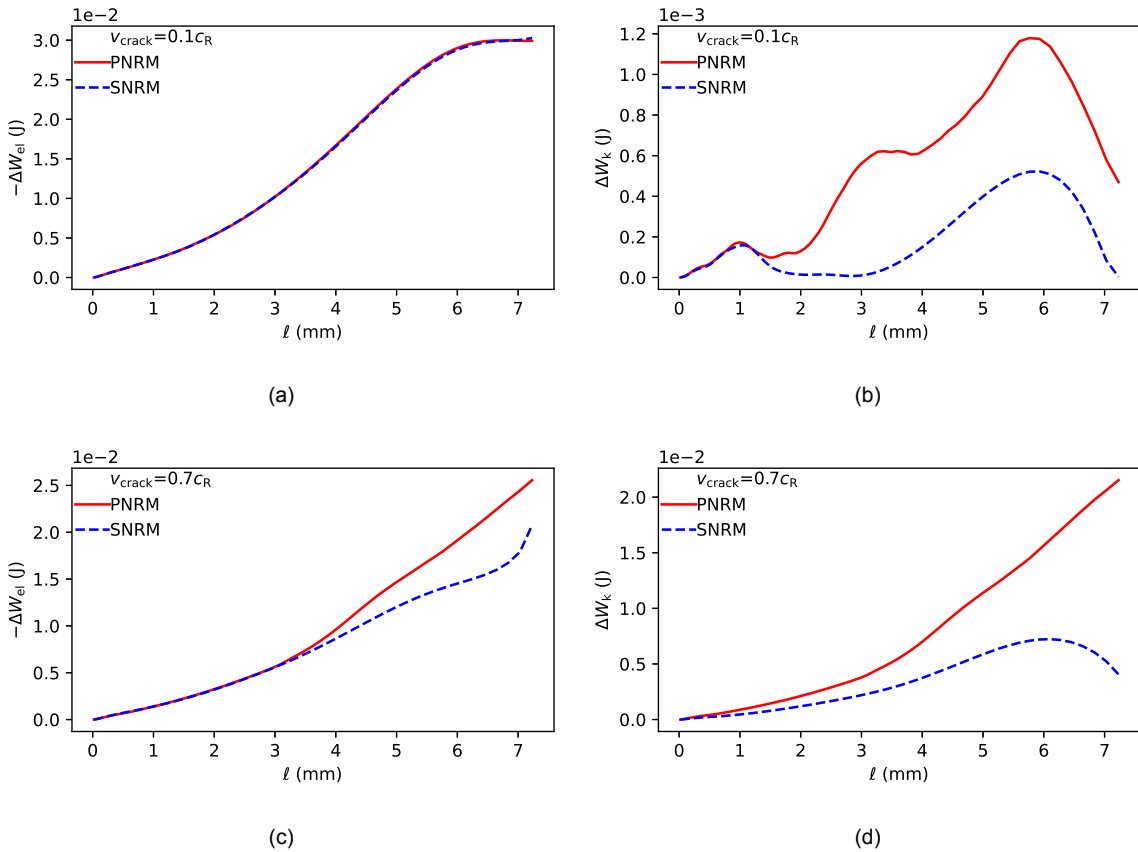 1e−2
3.0
2.5
2.0
1.5
1.0
0.5
0.0
v_crack=0.1c_R
PNRM
SNRM
−ΔW_el (J)
0 1 2 3 4 5 6 7
ℓ (mm)
(a)
1e−3
1.2
1.0
0.8
0.6
0.4
0.2
0.0
v_crack=0.1c_R
PNRM
SNRM
ΔW_k (J)
0 1 2 3 4 5 6 7
ℓ (mm)
(b)
1e−2
2.5
2.0
1.5
1.0
0.5
0.0
v_crack=0.7c_R
PNRM
SNRM
−ΔW_el (J)
0 1 2 3 4 5 6 7
ℓ (mm)
(c)
1e−2
2.0
1.5
1.0
0.5
0.0
v_crack=0.7c_R
PNRM
SNRM
ΔW_k (J)
0 1 2 3 4 5 6 7
ℓ (mm)
(d)